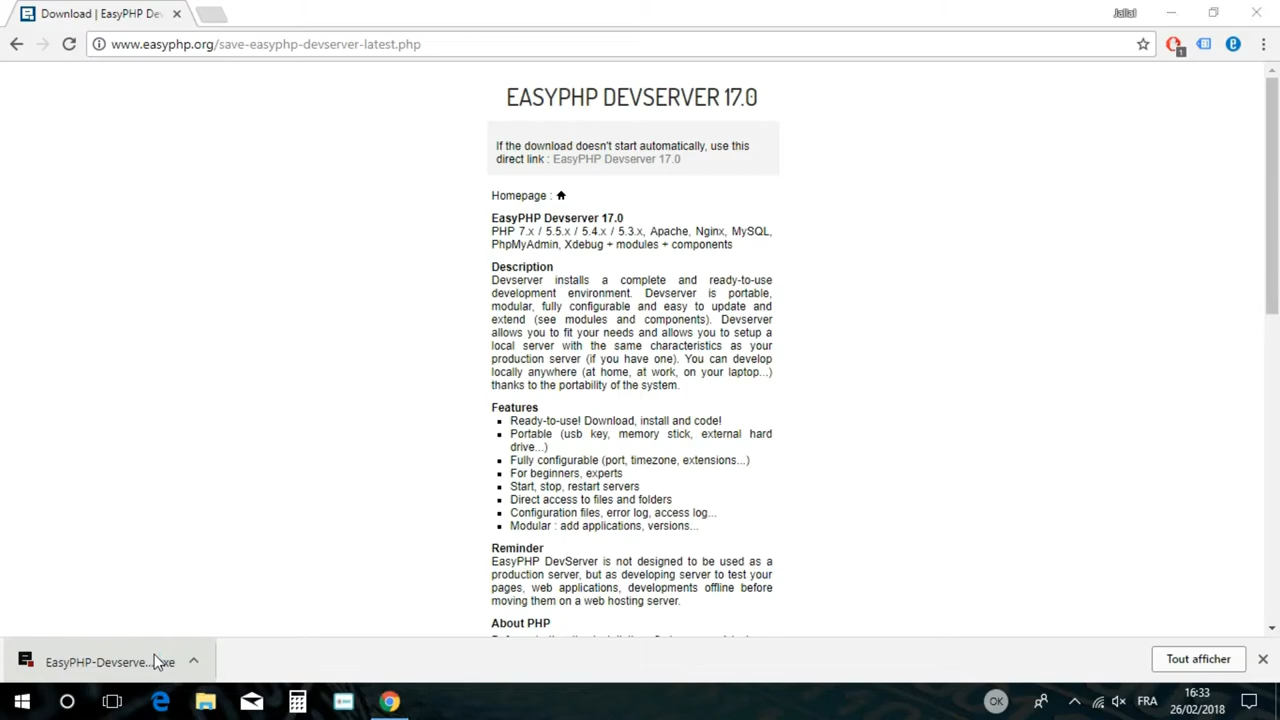 Download | EasyPHP De
Jallal
www.easyphp.org/save-easyphp-devserver-latest.php
1
EASYPHP DEVSERVER 17.0
If the download doesn't start automatically, use this
direct link : EasyPHP Devserver 17.0
Homepage :
EasyPHP Devserver 17.0
PHP 7.x / 5.5.x / 5.4.x / 5.3.x, Apache, Nginx, MySQL,
PhpMyAdmin, Xdebug + modules + components
Description
Devserver installs a complete and ready-to-use
development environment. Devserver is portable,
modular, fully configurable and easy to update and
extend (see modules and components). Devserver
allows you to fit your needs and allows you to setup a
local server with the same characteristics as your
production server (if you have one). You can develop
locally anywhere (at home, at work, on your laptop...)
thanks to the portability of the system.
Features
Ready-to-use! Download, install and code!
Portable (usb key, memory stick, external hard
drive...)
Fully configurable (port, timezone, extensions...)
For beginners, experts
Start, stop, restart servers
Direct access to files and folders
Configuration files, error log, access log...
Modular : add applications, versions...
Reminder
EasyPHP DevServer is not designed to be used as a
production server, but as developing server to test your
pages, web applications, developments offline before
moving them on a web hosting server.
About PHP
EasyPHP-Devserve...xe
Tout afficher
OK
FRA
16:33
26/02/2018